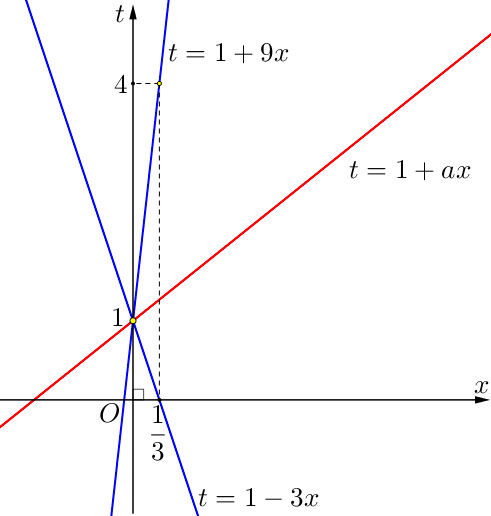 t
t = 1 + 9x
4
t = 1 + ax
1
x
O
1
3
t = 1 − 3x